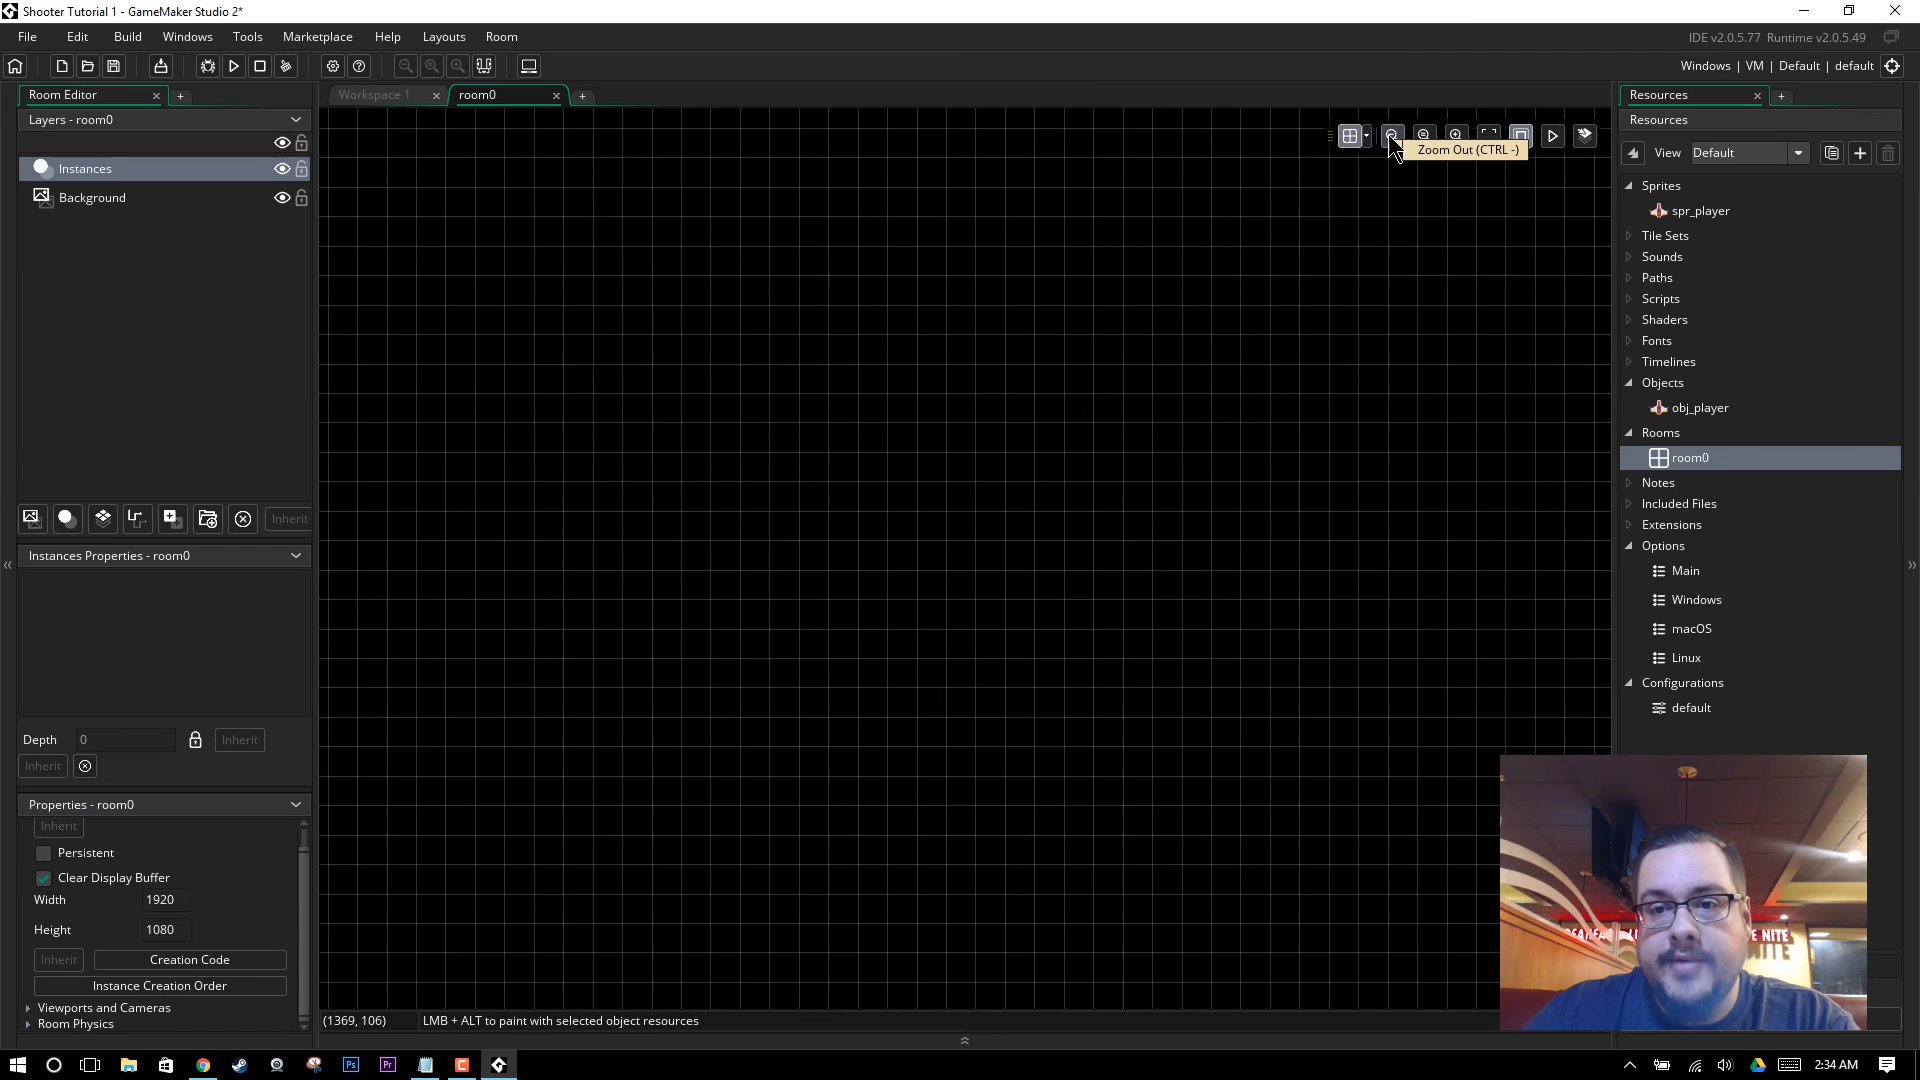 Shooter Tutorial 1 - GameMaker Studio 2*
File Edit Build Windows Tools Marketplace Help Layouts Room
IDE v2.0.5.77 Runtime v2.0.5.49
Windows | VM | Default | default
Room Editor
Layers - room0
Instances
Background
Inherit
Instances Properties - room0
Depth 0 Inherit
Inherit
Properties - room0
Inherit
Persistent
Clear Display Buffer
Width 1920
Height 1080
Inherit Creation Code
Instance Creation Order
Viewports and Cameras
Room Physics
Workspace 1 room0
Zoom Out (CTRL -)
(1369, 106) LMB + ALT to paint with selected object resources
Resources
Resources
View Default
Sprites
spr_player
Tile Sets
Sounds
Paths
Scripts
Shaders
Fonts
Timelines
Objects
obj_player
Rooms
room0
Notes
Included Files
Extensions
Options
Main
Windows
macOS
Linux
Configurations
default
Ps Pr
2:34 AM